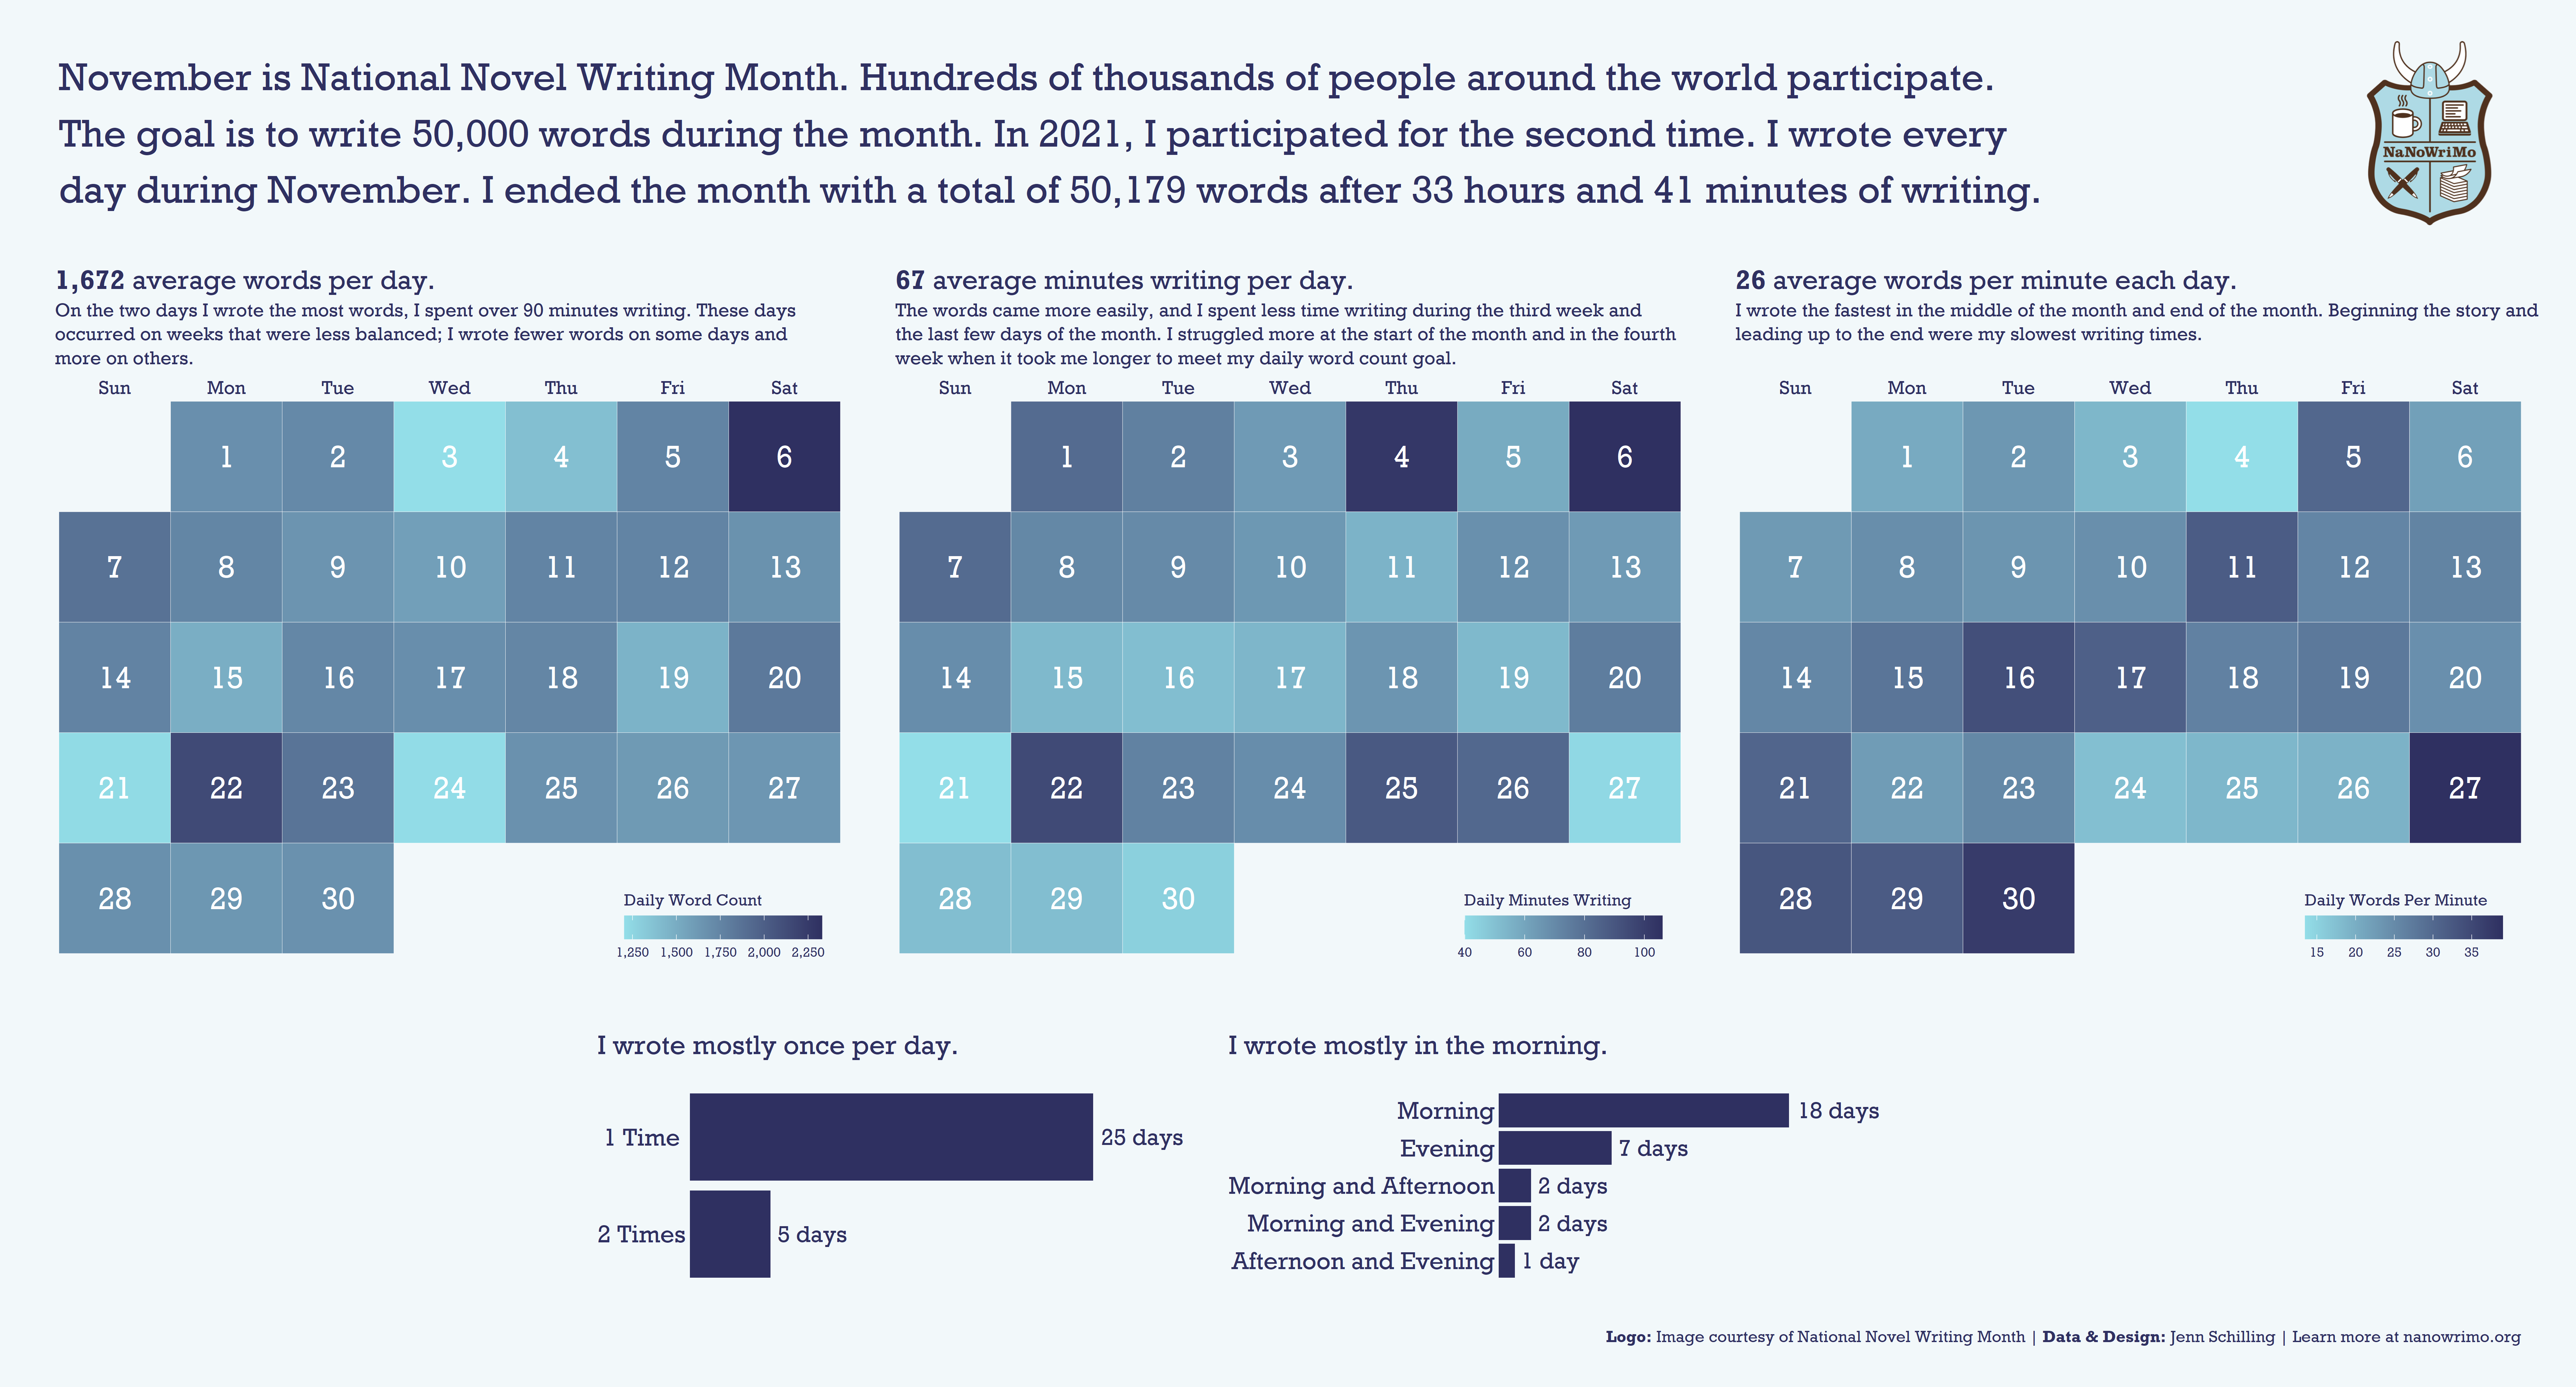 November is National Novel Writing Month. Hundreds of thousands of people around the world participate.
The goal is to write 50,000 words during the month. In 2021, I participated for the second time. I wrote every
day during November. I ended the month with a total of 50,179 words after 33 hours and 41 minutes of writing.
NaNoWriMo
1,672 average words per day.
On the two days I wrote the most words, I spent over 90 minutes writing. These days
occurred on weeks that were less balanced; I wrote fewer words on some days and
more on others.
Sun Mon Tue Wed Thu Fri Sat
1 2 3 4 5 6
7 8 9 10 11 12 13
14 15 16 17 18 19 20
21 22 23 24 25 26 27
28 29 30
Daily Word Count
1,250 1,500 1,750 2,000 2,250
67 average minutes writing per day.
The words came more easily, and I spent less time writing during the third week and
the last few days of the month. I struggled more at the start of the month and in the fourth
week when it took me longer to meet my daily word count goal.
Sun Mon Tue Wed Thu Fri Sat
1 2 3 4 5 6
7 8 9 10 11 12 13
14 15 16 17 18 19 20
21 22 23 24 25 26 27
28 29 30
Daily Minutes Writing
40 60 80 100
26 average words per minute each day.
I wrote the fastest in the middle of the month and end of the month. Beginning the story and
leading up to the end were my slowest writing times.
Sun Mon Tue Wed Thu Fri Sat
1 2 3 4 5 6
7 8 9 10 11 12 13
14 15 16 17 18 19 20
21 22 23 24 25 26 27
28 29 30
Daily Words Per Minute
15 20 25 30 35
I wrote mostly once per day.
1 Time 25 days
2 Times 5 days
I wrote mostly in the morning.
Morning 18 days
Evening 7 days
Morning and Afternoon 2 days
Morning and Evening 2 days
Afternoon and Evening 1 day
Logo: Image courtesy of National Novel Writing Month | Data & Design: Jenn Schilling | Learn more at nanowrimo.org